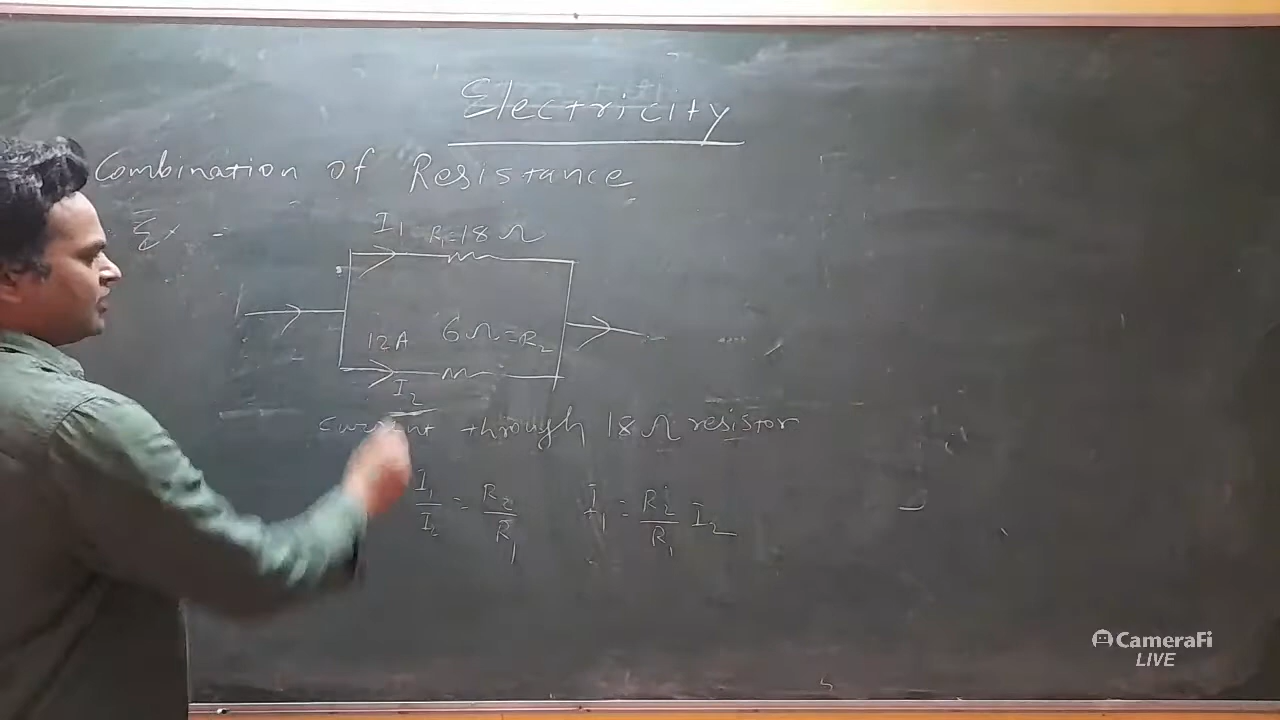 Electricity
Combination of Resistance
Ex -
I₁ R₁=18 Ω
12A 6Ω=R₂
I₂
current through 18Ω resistor
I₁/I₂ = R₂/R₁ I₁ = R₂/R₁ I₂
CameraFi
LIVE